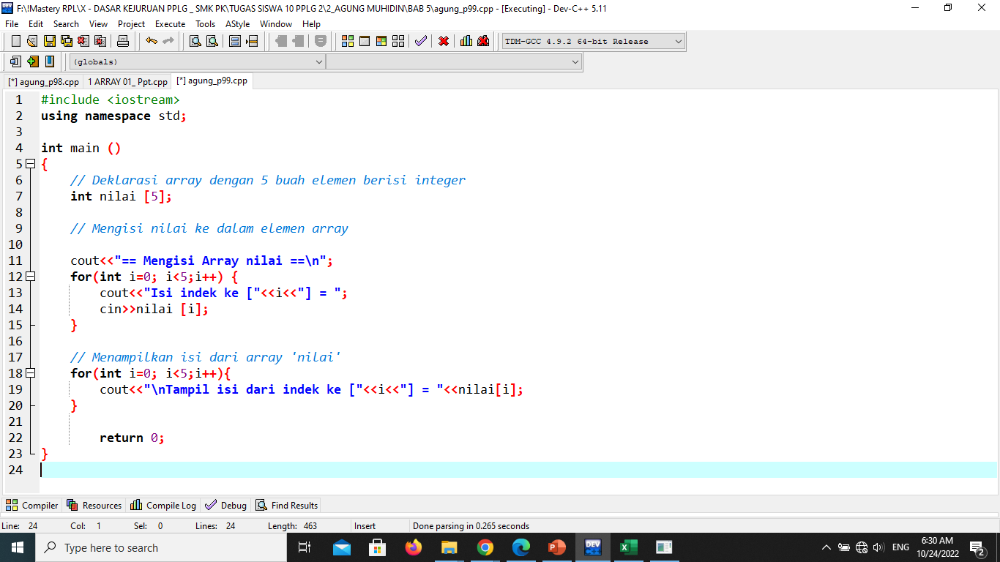 F:\!Mastery RPL\X - DASAR KEJURUAN PPLG _ SMK PK\TUGAS SISWA 10 PPLG 2\2_AGUNG MUHIDIN\BAB 5\agung_p99.cpp - [Executing] - Dev-C++ 5.11
File Edit Search View Project Execute Tools AStyle Window Help
TDM-GCC 4.9.2 64-bit Release
(globals)
[*] agung_p98.cpp 1 ARRAY 01_ Ppt.cpp [*] agung_p99.cpp
1 #include <iostream>
2 using namespace std;
3
4 int main ()
5 {
6 // Deklarasi array dengan 5 buah elemen berisi integer
7 int nilai [5];
8
9 // Mengisi nilai ke dalam elemen array
10
11 cout<<"== Mengisi Array nilai ==\n";
12 for(int i=0; i<5;i++) {
13 cout<<"Isi indek ke ["<<i<<"] = ";
14 cin>>nilai [i];
15 }
16
17 // Menampilkan isi dari array 'nilai'
18 for(int i=0; i<5;i++){
19 cout<<"\nTampil isi dari indek ke ["<<i<<"] = "<<nilai[i];
20 }
21
22 return 0;
23 }
24
Compiler Resources Compile Log Debug Find Results
Line: 24 Col: 1 Sel: 0 Lines: 24 Length: 463 Insert Done parsing in 0.265 seconds
Type here to search
ENG
6:30 AM
10/24/2022
2